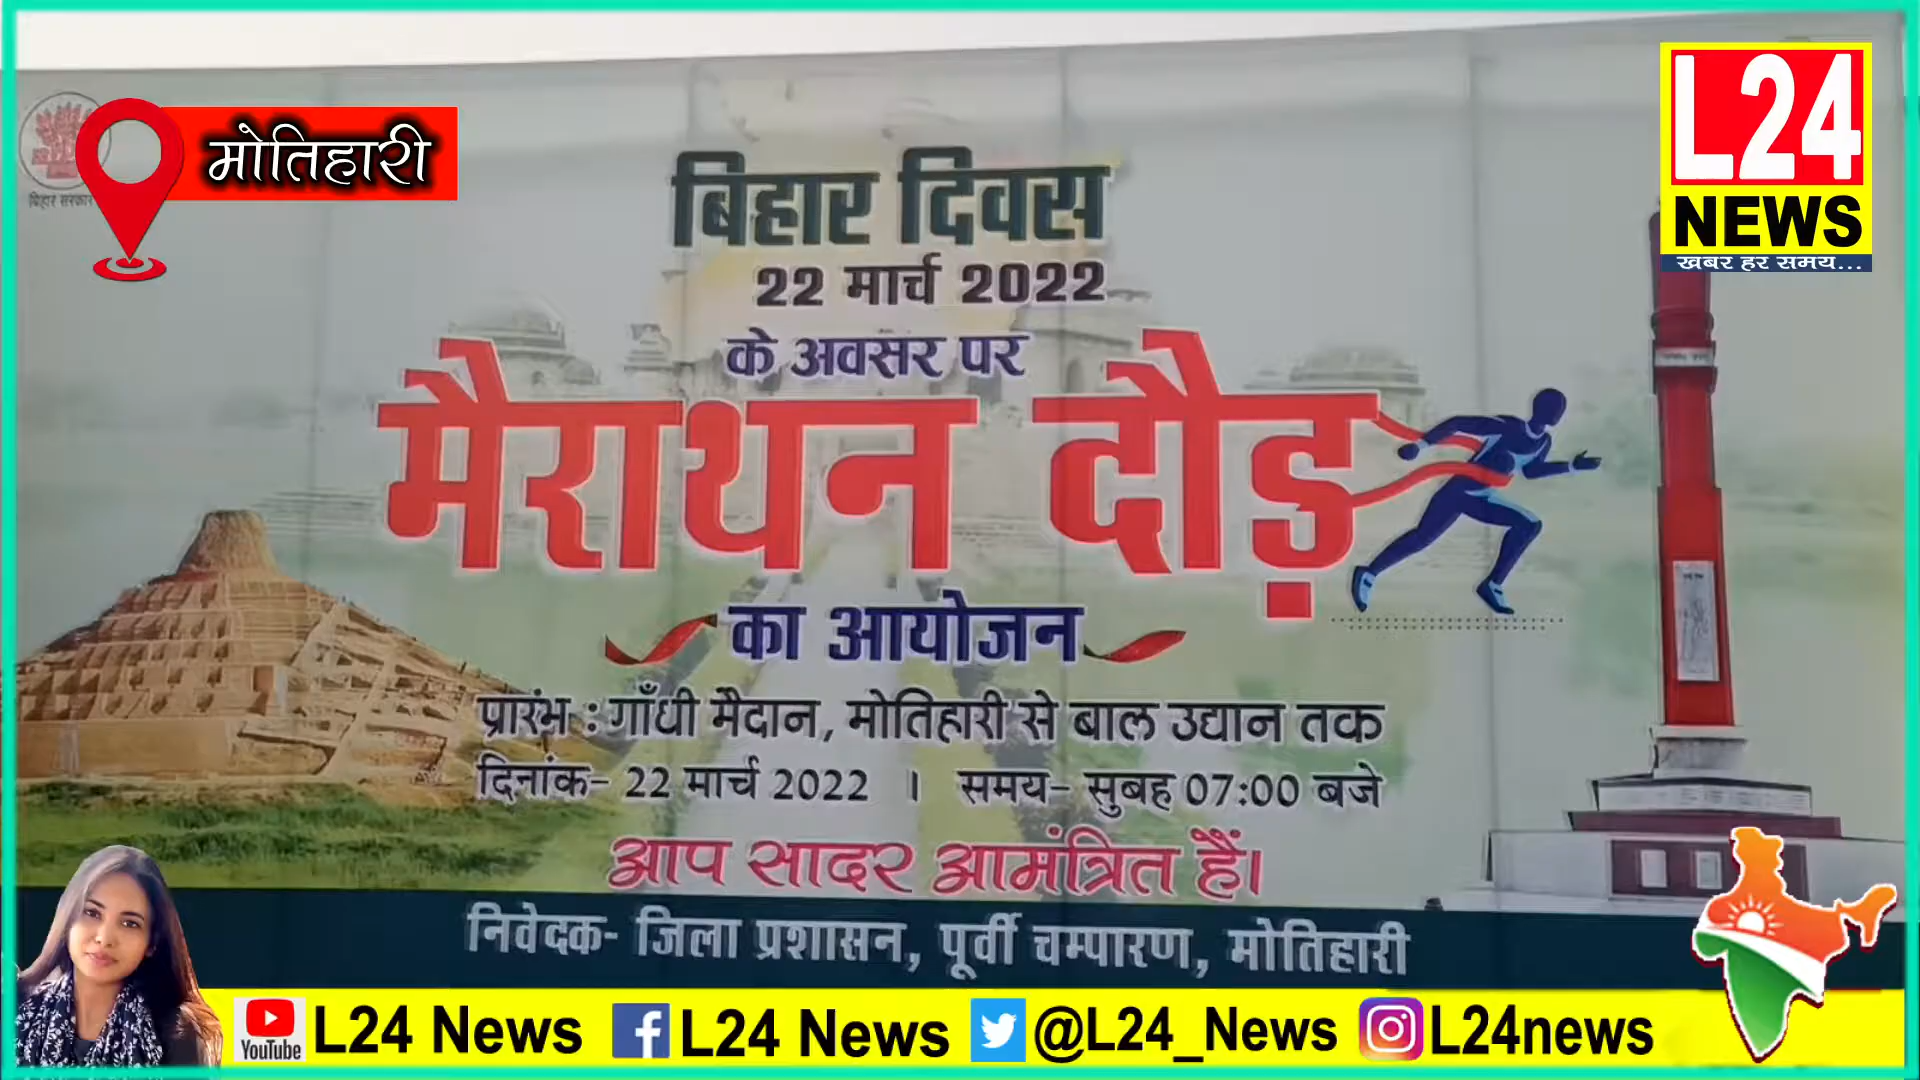 मोतिहारी
बिहार सरकार
L24
NEWS
खबर हर समय...
बिहार दिवस
22 मार्च 2022
के अवसर पर
मैराथन दौड़
का आयोजन
प्रारंभ : गाँधी मैदान, मोतिहारी से बाल उद्यान तक
दिनांक- 22 मार्च 2022 । समय- सुबह 07:00 बजे
आप सादर आमंत्रित हैं।
निवेदक- जिला प्रशासन, पूर्वी चम्पारण, मोतिहारी
YouTube L24 News L24 News @L24_News L24news